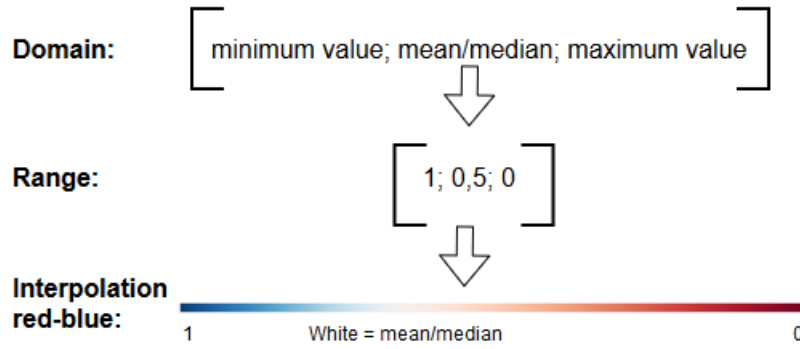 Domain: minimum value; mean/median; maximum value
Range: 1; 0,5; 0
Interpolation
red-blue:
1 White = mean/median 0